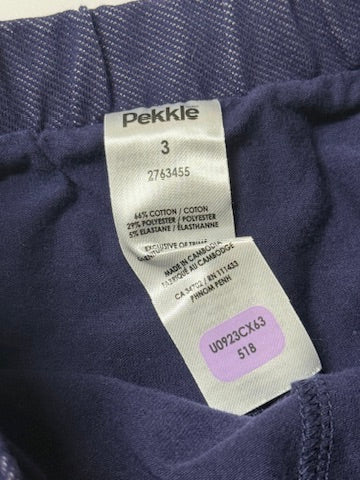 Pekkle
3
2763455
66% COTTON / COTON
29% POLYESTER / POLYESTER
5% ELASTANE / ÉLASTHANNE
EXCLUSIVE OF TRIMS
MADE IN CAMBODIA
FABRIQUÉ AU CAMBODGE
CA 34702 / RN 111433
PHNOM PENH
U0923CX63
518